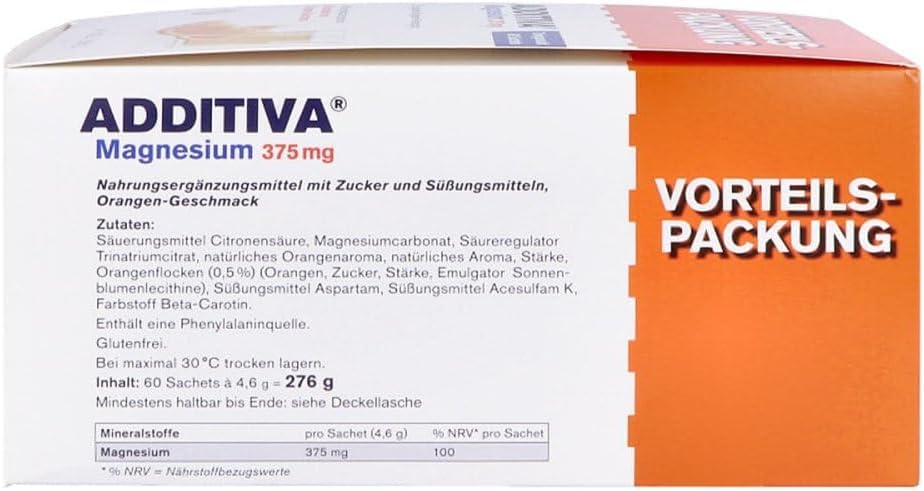 ADDITIVA®
Magnesium 375 mg
Nahrungsergänzungsmittel mit Zucker und Süßungsmitteln,
Orangen-Geschmack
Zutaten:
Säuerungsmittel Citronensäure, Magnesiumcarbonat, Säureregulator
Trinatriumcitrat, natürliches Orangenaroma, natürliches Aroma, Stärke,
Orangenflocken (0,5 %) (Orangen, Zucker, Stärke, Emulgator Sonnen-
blumenlecithine), Süßungsmittel Aspartam, Süßungsmittel Acesulfam K,
Farbstoff Beta-Carotin.
Enthält eine Phenylalaninquelle.
Glutenfrei.
Bei maximal 30 °C trocken lagern.
Inhalt: 60 Sachets à 4,6 g = 276 g
Mindestens haltbar bis Ende: siehe Deckellasche
Mineralstoffe pro Sachet (4,6 g) % NRV* pro Sachet
Magnesium 375 mg 100
* % NRV = Nährstoffbezugswerte
VORTEILS-
PACKUNG